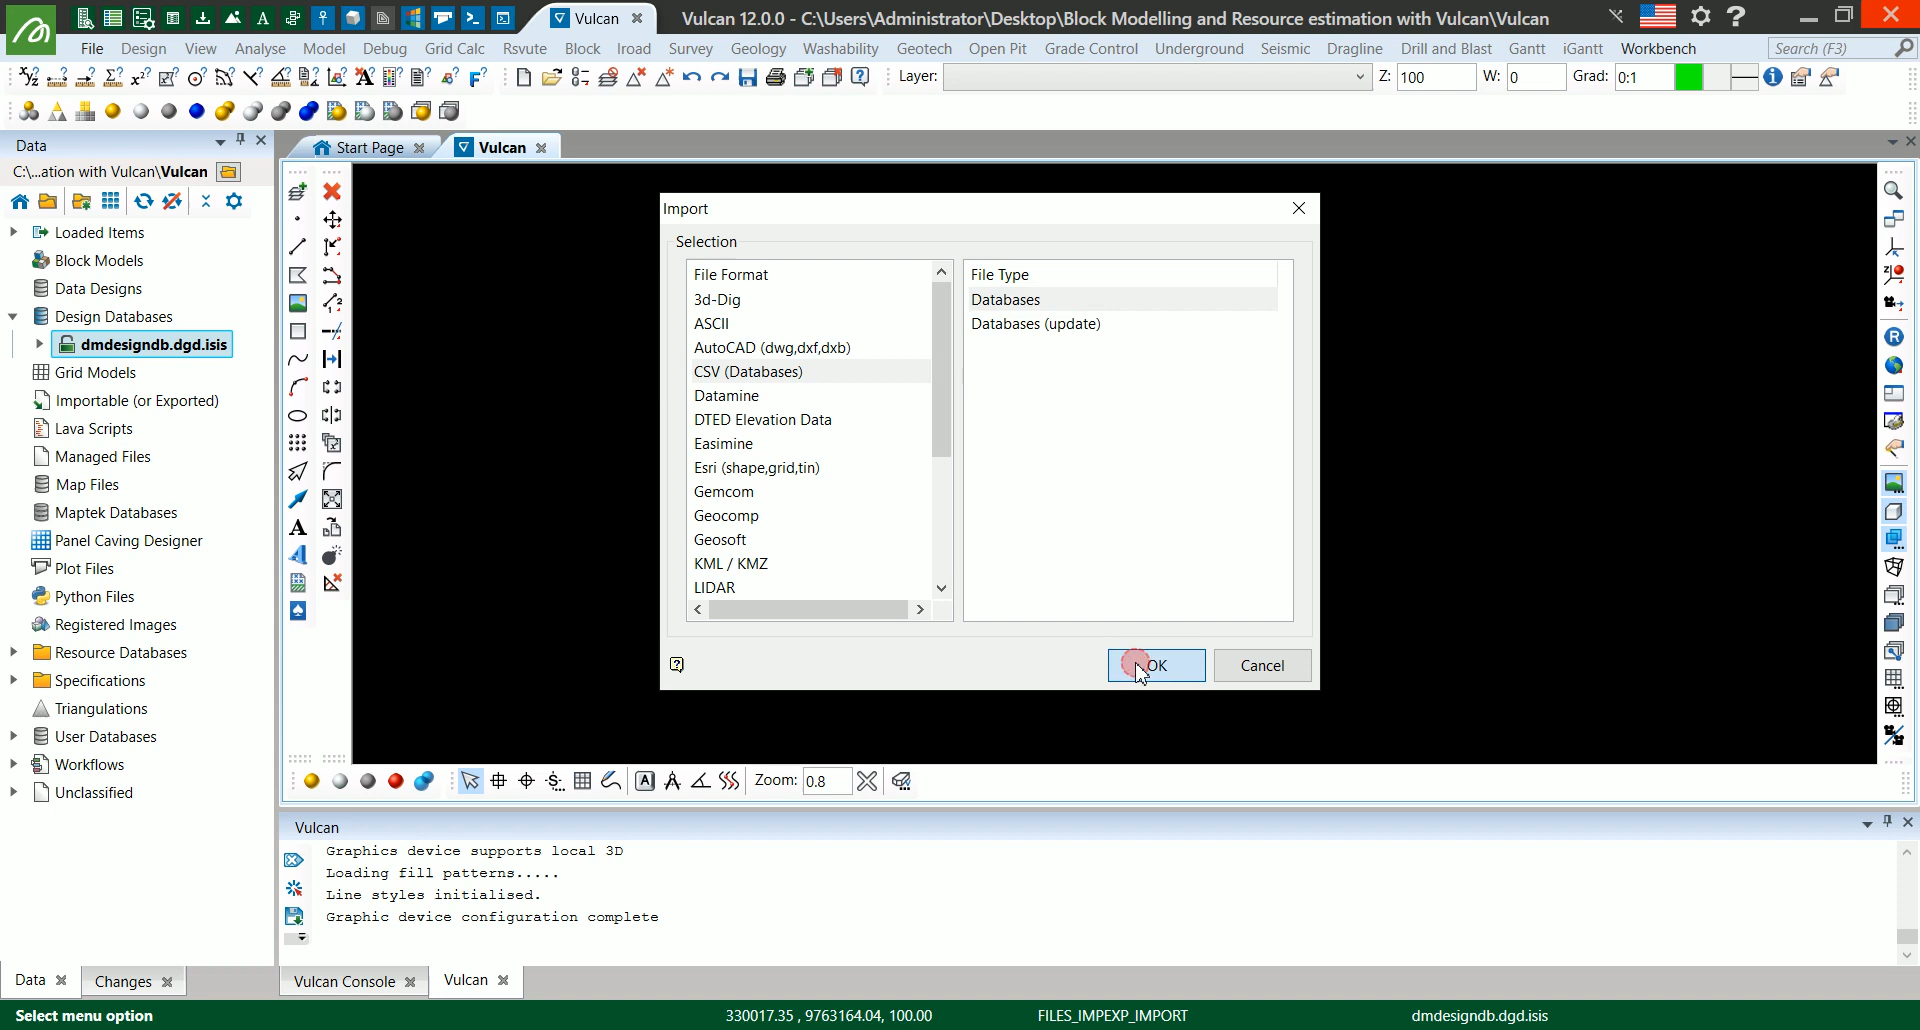 Vulcan
Vulcan 12.0.0 - C:\Users\Administrator\Desktop\Block Modelling and Resource estimation with Vulcan\Vulcan
File Design View Analyse Model Debug Grid Calc Rsvute Block Iroad Survey Geology Washability Geotech Open Pit Grade Control Underground Seismic Dragline Drill and Blast Gantt iGantt Workbench Search (F3)
Layer: Z: 100 W: 0 Grad: 0:1
Data
C:\...ation with Vulcan\Vulcan
Start Page Vulcan
Loaded Items
Block Models
Data Designs
Design Databases
dmdesigndb.dgd.isis
Grid Models
Importable (or Exported)
Lava Scripts
Managed Files
Map Files
Maptek Databases
Panel Caving Designer
Plot Files
Python Files
Registered Images
Resource Databases
Specifications
Triangulations
User Databases
Workflows
Unclassified
Import
Selection
File Format
3d-Dig
ASCII
AutoCAD (dwg,dxf,dxb)
CSV (Databases)
Datamine
DTED Elevation Data
Easimine
Esri (shape,grid,tin)
Gemcom
Geocomp
Geosoft
KML / KMZ
LIDAR
File Type
Databases
Databases (update)
OK Cancel
Zoom: 0.8
Vulcan
Graphics device supports local 3D
Loading fill patterns.....
Line styles initialised.
Graphic device configuration complete
Data Changes Vulcan Console Vulcan
Select menu option 330017.35 , 9763164.04, 100.00 FILES_IMPEXP_IMPORT dmdesigndb.dgd.isis